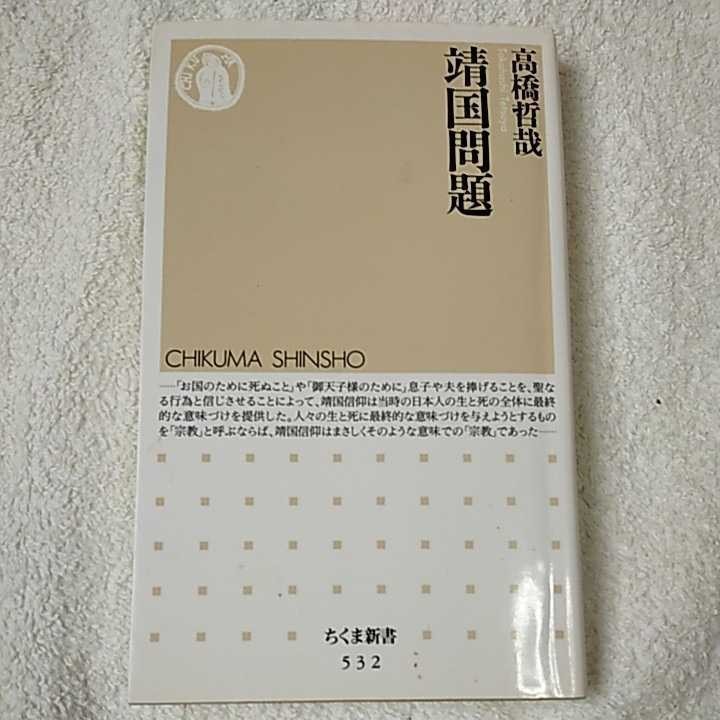 高橋哲哉
Takahashi Tetsuya
靖国問題
CHIKUMA SHINSHO
——「お国のために死ぬこと」や「御天子様のために」息子や夫を捧げることを、聖な
る行為と信じさせることによって、靖国信仰は当時の日本人の生と死の全体に最終
的な意味づけを提供した。人々の生と死に最終的な意味づけを与えようとするもの
を「宗教」と呼ぶならば、靖国信仰はまさしくそのような意味での「宗教」であった——
ちくま新書
532